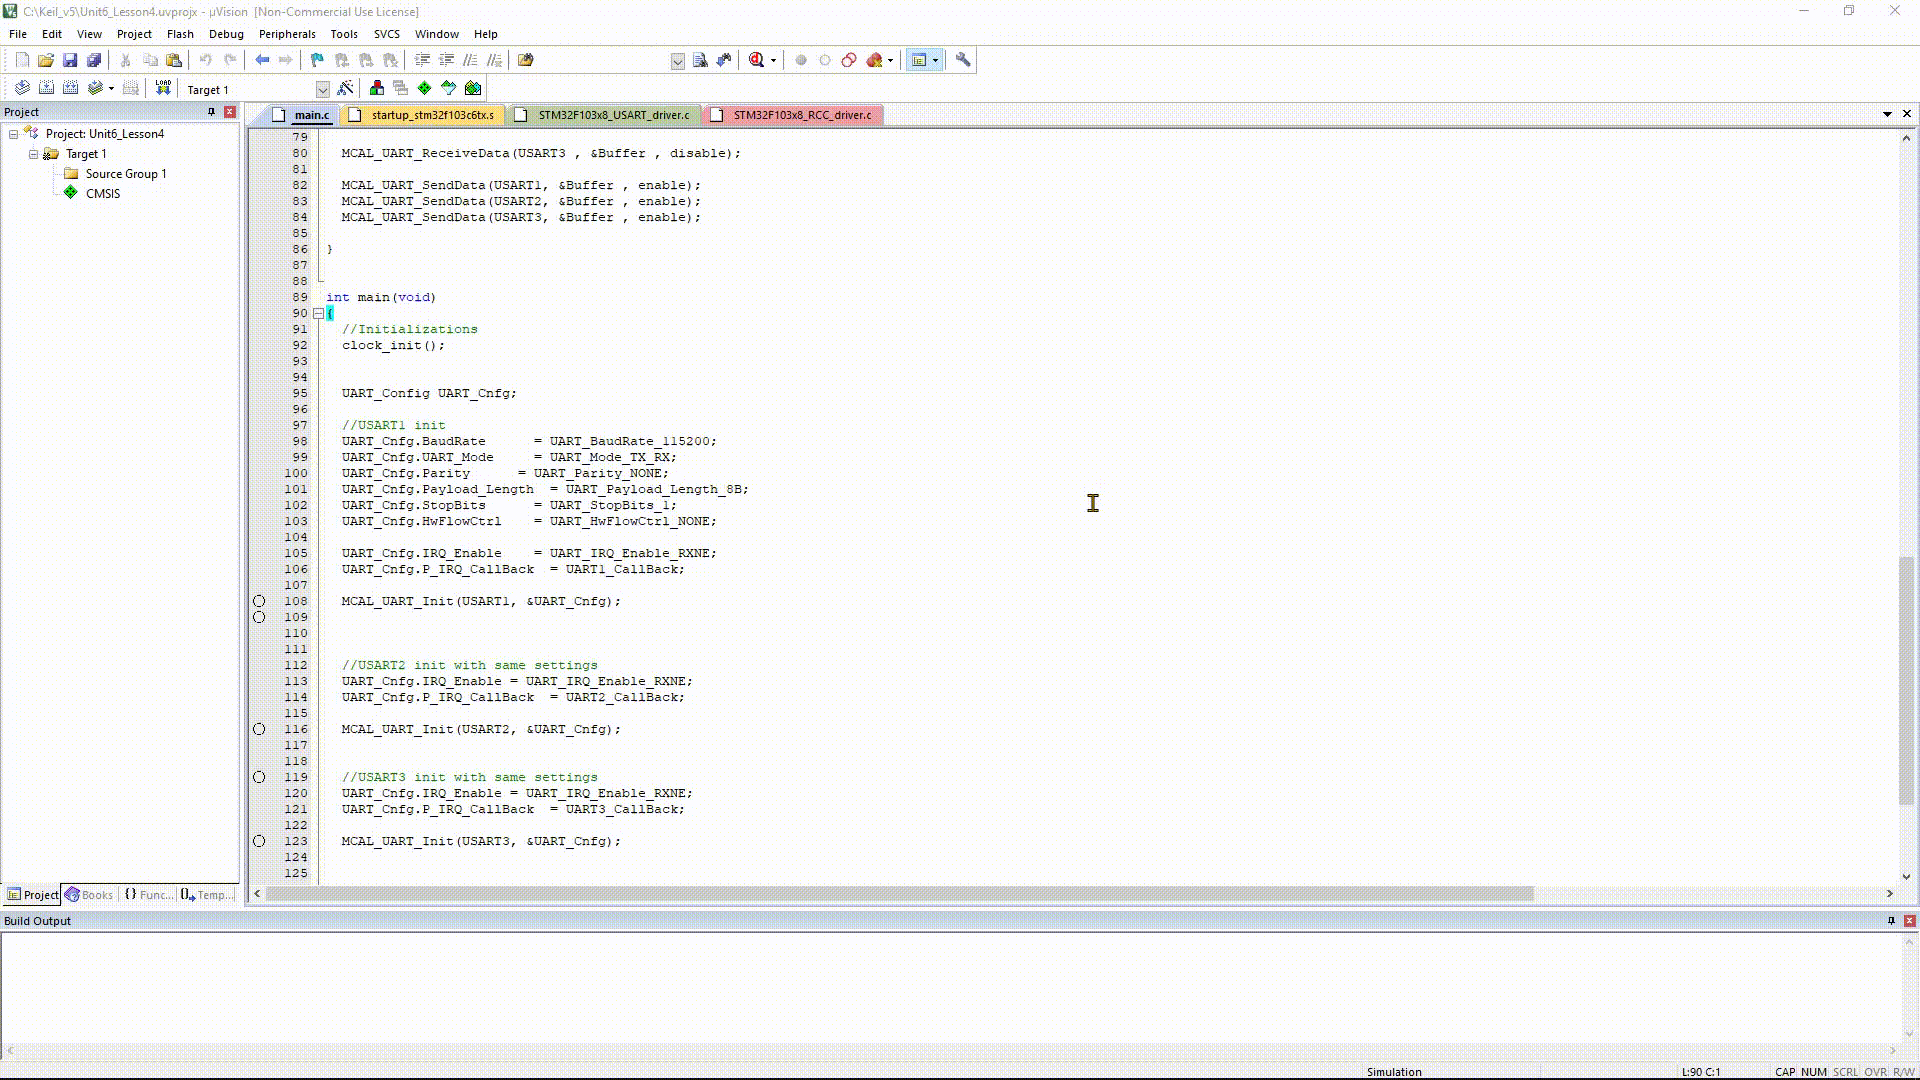 C:\Keil_v5\Unit6_Lesson4.uvprojx - µVision [Non-Commercial Use License]
File Edit View Project Flash Debug Peripherals Tools SVCS Window Help
LOAD Target 1
Project
main.c startup_stm32f103c6tx.s STM32F103x8_USART_driver.c STM32F103x8_RCC_driver.c
Project: Unit6_Lesson4
Target 1
Source Group 1
CMSIS
79
80 MCAL_UART_ReceiveData(USART3 , &Buffer , disable);
81
82 MCAL_UART_SendData(USART1, &Buffer , enable);
83 MCAL_UART_SendData(USART2, &Buffer , enable);
84 MCAL_UART_SendData(USART3, &Buffer , enable);
85
86 }
87
88
89 int main(void)
90 {
91 //Initializations
92 clock_init();
93
94
95 UART_Config UART_Cnfg;
96
97 //USART1 init
98 UART_Cnfg.BaudRate = UART_BaudRate_115200;
99 UART_Cnfg.UART_Mode = UART_Mode_TX_RX;
100 UART_Cnfg.Parity = UART_Parity_NONE;
101 UART_Cnfg.Payload_Length = UART_Payload_Length_8B;
102 UART_Cnfg.StopBits = UART_StopBits_1;
103 UART_Cnfg.HwFlowCtrl = UART_HwFlowCtrl_NONE;
104
105 UART_Cnfg.IRQ_Enable = UART_IRQ_Enable_RXNE;
106 UART_Cnfg.P_IRQ_CallBack = UART1_CallBack;
107
108 MCAL_UART_Init(USART1, &UART_Cnfg);
109
110
111
112 //USART2 init with same settings
113 UART_Cnfg.IRQ_Enable = UART_IRQ_Enable_RXNE;
114 UART_Cnfg.P_IRQ_CallBack = UART2_CallBack;
115
116 MCAL_UART_Init(USART2, &UART_Cnfg);
117
118
119 //USART3 init with same settings
120 UART_Cnfg.IRQ_Enable = UART_IRQ_Enable_RXNE;
121 UART_Cnfg.P_IRQ_CallBack = UART3_CallBack;
122
123 MCAL_UART_Init(USART3, &UART_Cnfg);
124
125
Project Books {} Func... Temp...
Build Output
Simulation L:90 C:1 CAP NUM SCRL OVR R/W